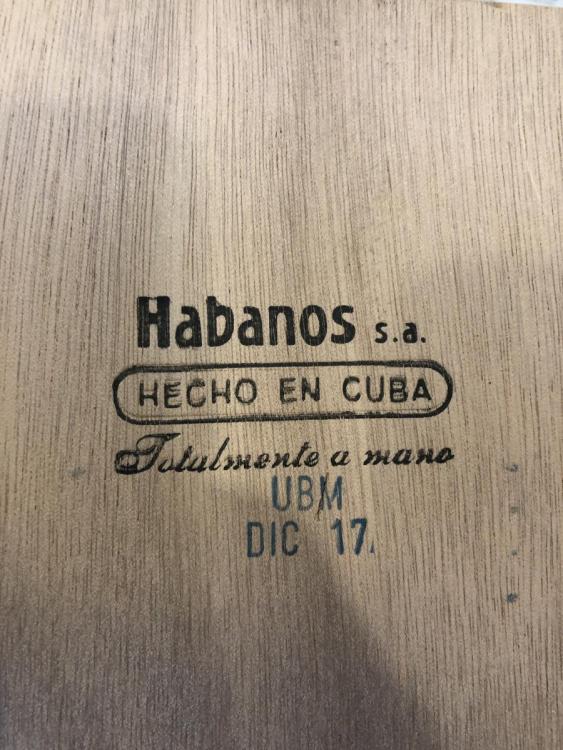 Habanos s.a.
HECHO EN CUBA
Totalmente a mano
UBM
DIC 17